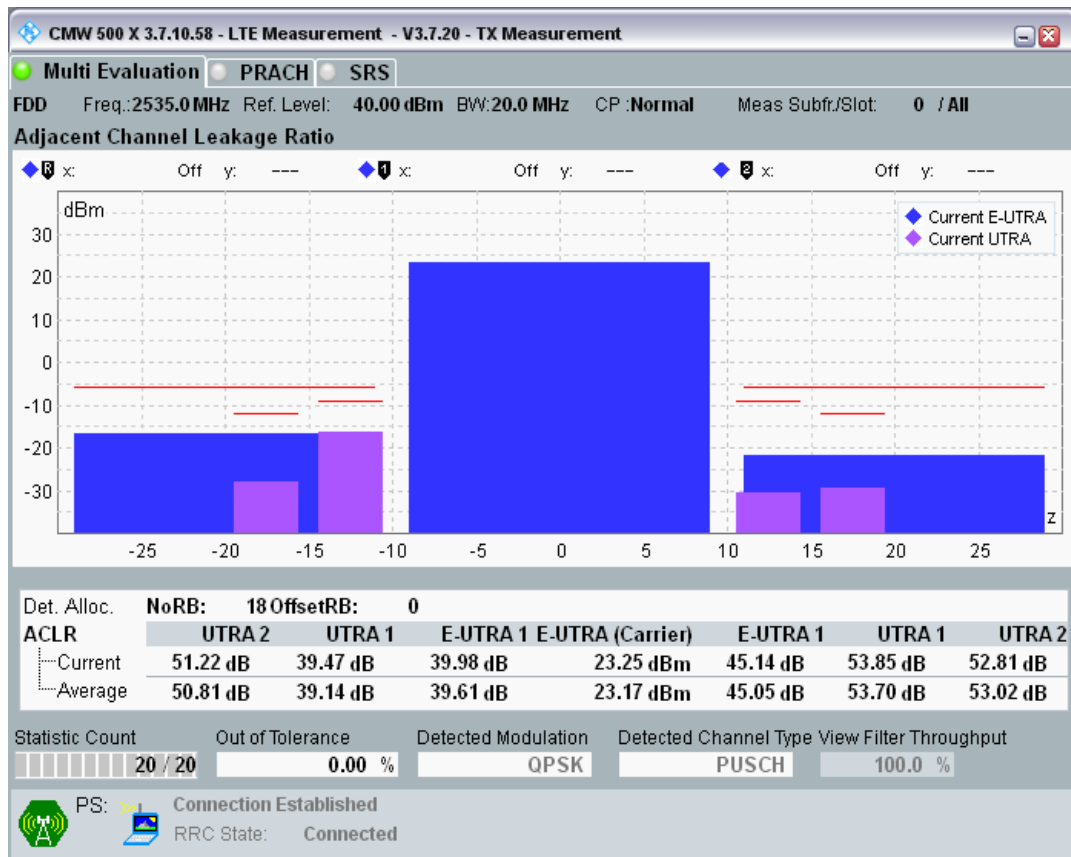 CMW 500 X 3.7.10.58 - LTE Measurement - V3.7.20 - TX Measurement
Multi Evaluation PRACH SRS
FDD Freq.:2535.0 MHz Ref. Level: 40.00 dBm BW:20.0 MHz CP :Normal Meas Subfr./Slot: 0 / All
Adjacent Channel Leakage Ratio
R x: Off y: --- 1 x: Off y: --- 2 x: Off y: ---
dBm
Current E-UTRA
Current UTRA
30
20
10
0
-10
-20
-30
z
-25 -20 -15 -10 -5 0 5 10 15 20 25
Det. Alloc. NoRB: 18 OffsetRB: 0
ACLR UTRA 2 UTRA 1 E-UTRA 1 E-UTRA (Carrier) E-UTRA 1 UTRA 1 UTRA 2
Current 51.22 dB 39.47 dB 39.98 dB 23.25 dBm 45.14 dB 53.85 dB 52.81 dB
Average 50.81 dB 39.14 dB 39.61 dB 23.17 dBm 45.05 dB 53.70 dB 53.02 dB
Statistic Count Out of Tolerance Detected Modulation Detected Channel Type View Filter Throughput
20 / 20 0.00 % QPSK PUSCH 100.0 %
PS: Connection Established
RRC State: Connected